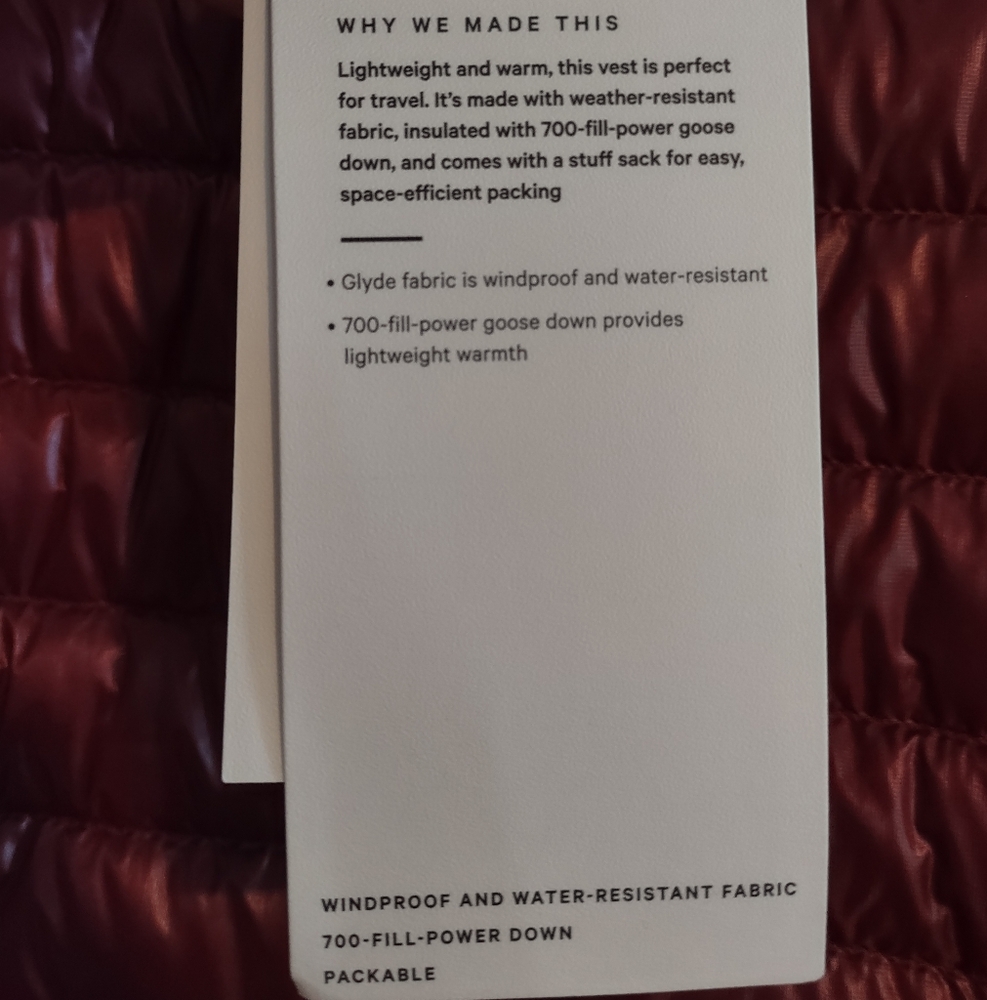 WHY WE MADE THIS
Lightweight and warm, this vest is perfect
for travel. It's made with weather-resistant
fabric, insulated with 700-fill-power goose
down, and comes with a stuff sack for easy,
space-efficient packing
• Glyde fabric is windproof and water-resistant
• 700-fill-power goose down provides
lightweight warmth
WINDPROOF AND WATER-RESISTANT FABRIC
700-FILL-POWER DOWN
PACKABLE